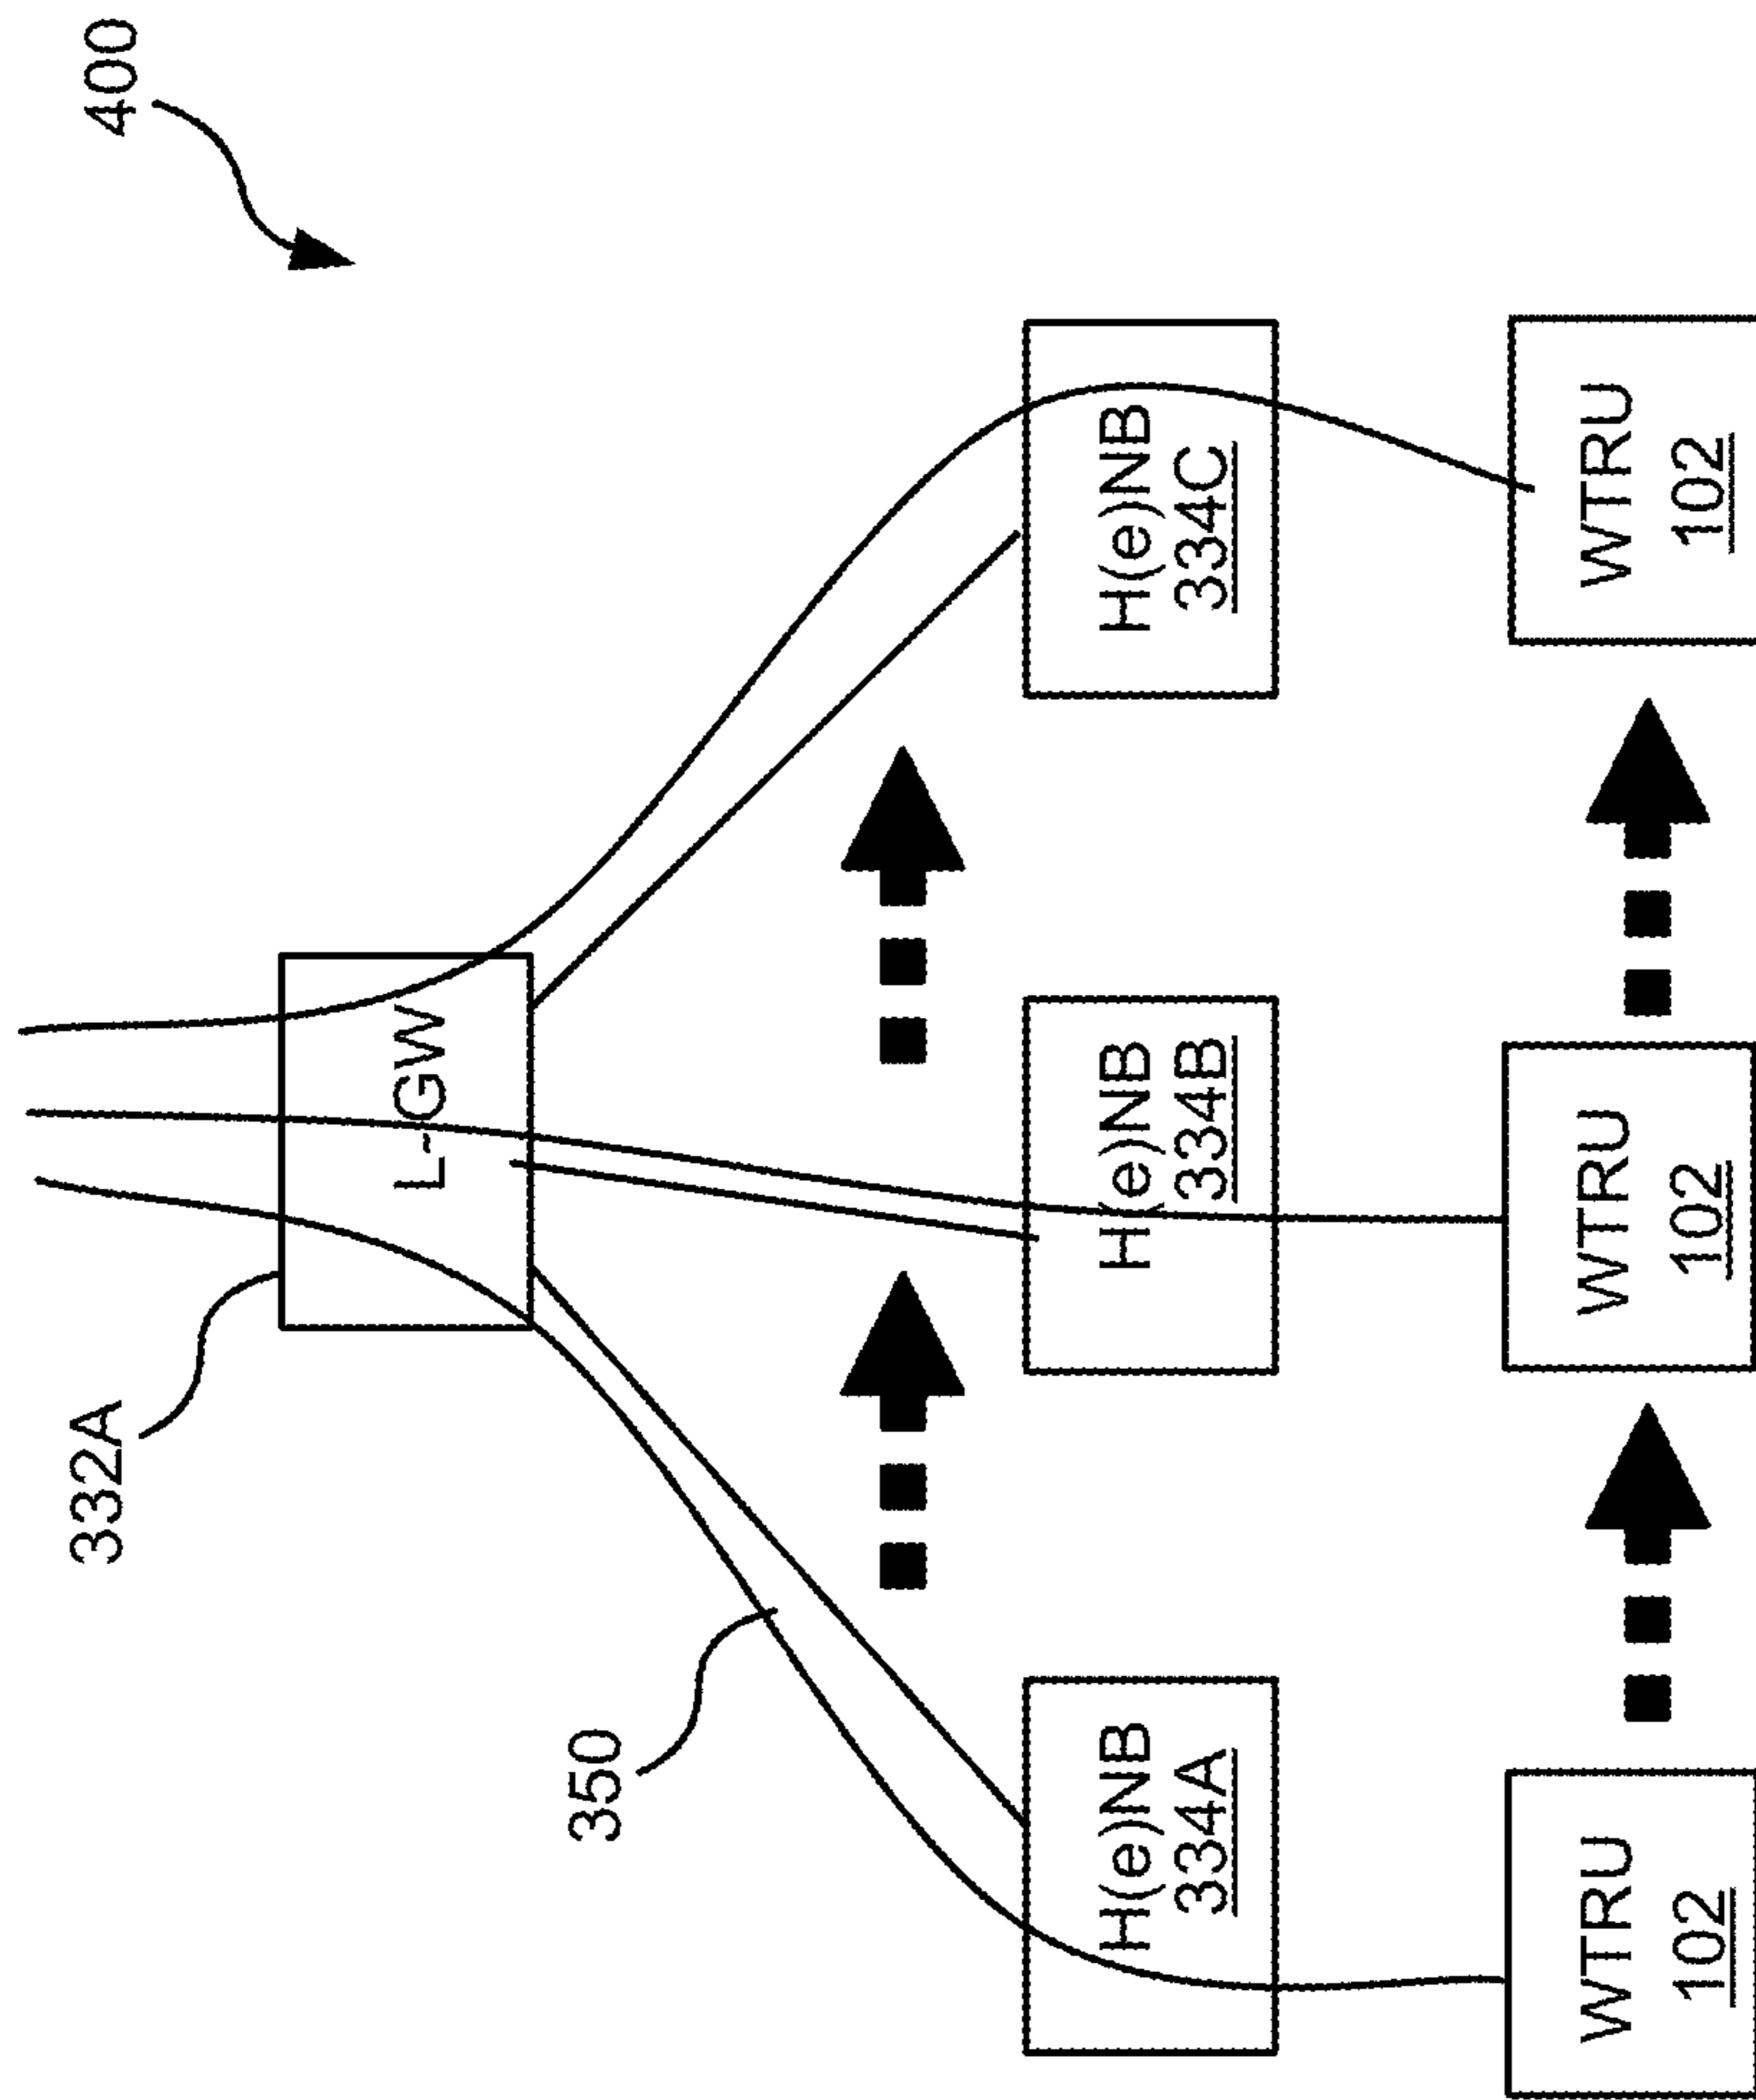 400
332A
L-GW
350
H(e)NB
334A
H(e)NB
334B
H(e)NB
334C
WTRU
102
WTRU
102
WTRU
102